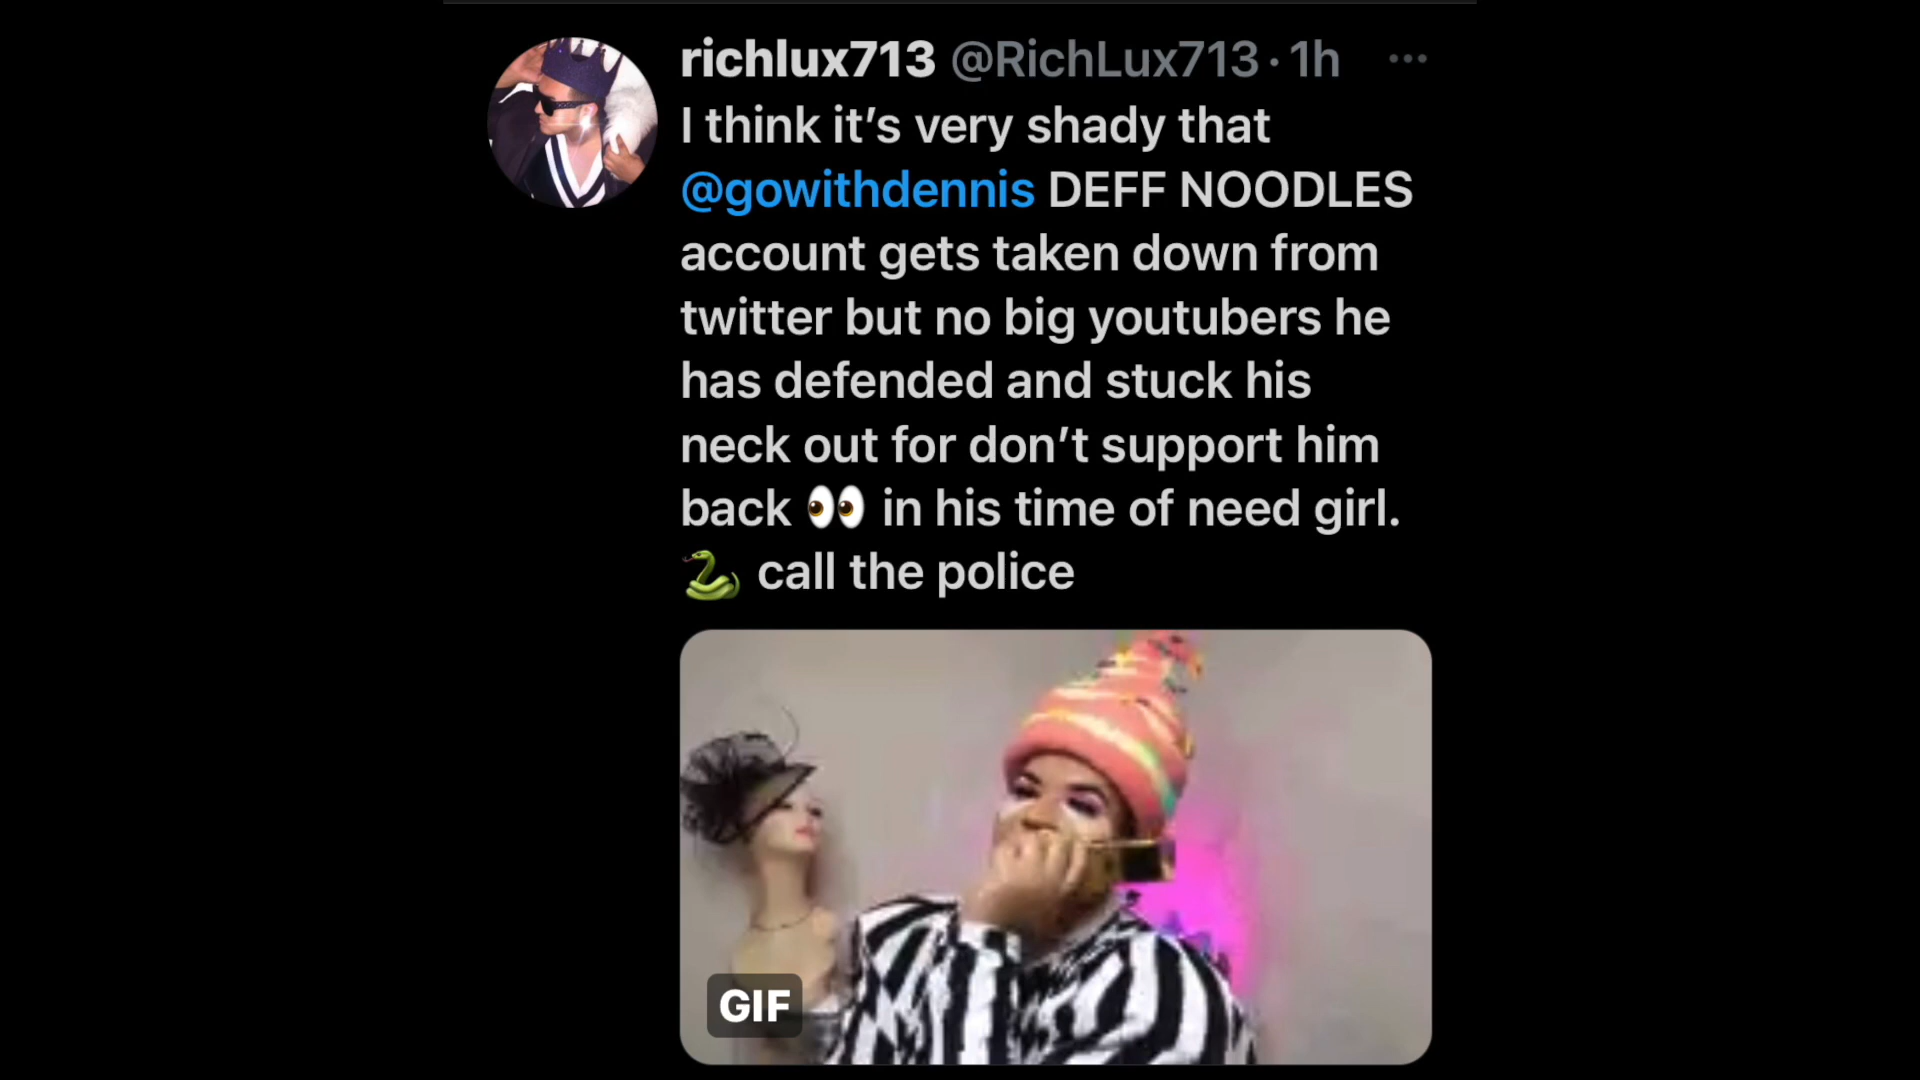 richlux713 @RichLux713 · 1h ...
I think it’s very shady that
@gowithdennis DEFF NOODLES
account gets taken down from
twitter but no big youtubers he
has defended and stuck his
neck out for don’t support him
back 👀 in his time of need girl.
🐍 call the police
GIF